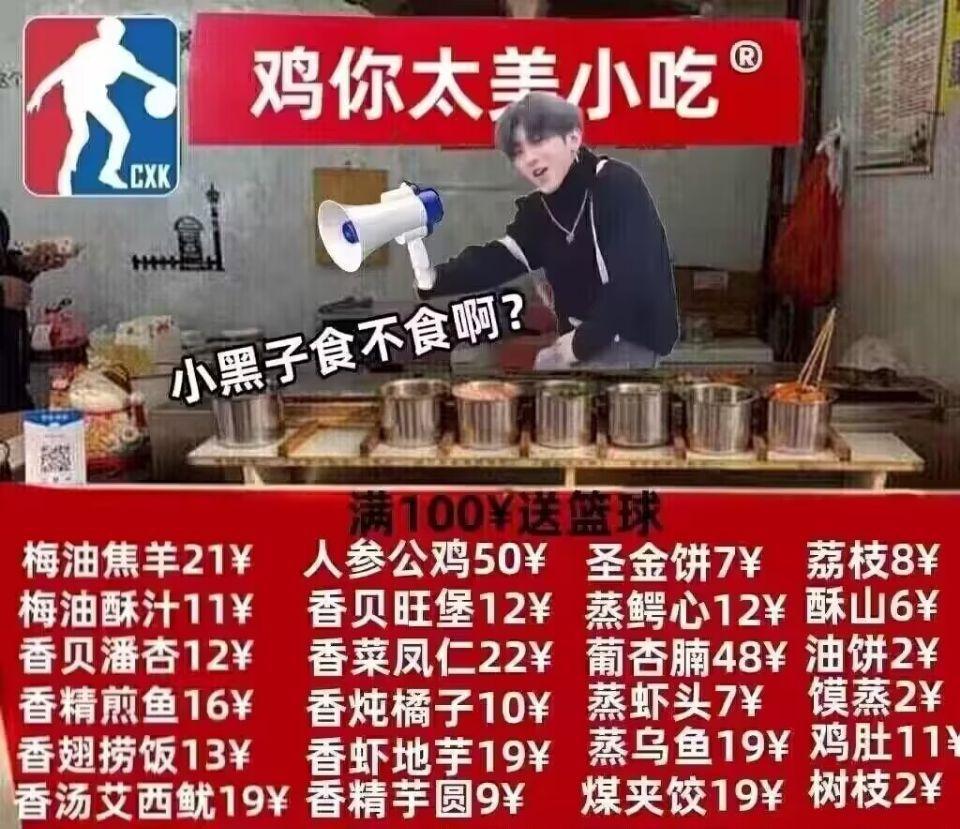 CXK
鸡你太美小吃®
小黑子食不食啊?
满100¥送篮球
梅油焦羊21¥ 人参公鸡50¥ 圣金饼7¥ 荔枝8¥
梅油酥汁11¥ 香贝旺堡12¥ 蒸鳄心12¥ 酥山6¥
香贝潘杏12¥ 香菜凤仁22¥ 葡杏腩48¥ 油饼2¥
香精煎鱼16¥ 香炖橘子10¥ 蒸虾头7¥ 馍蒸2¥
香翅捞饭13¥ 香虾地芋19¥ 蒸乌鱼19¥ 鸡肚11¥
香汤艾西鱿19¥ 香精芋圆9¥ 煤夹饺19¥ 树枝2¥